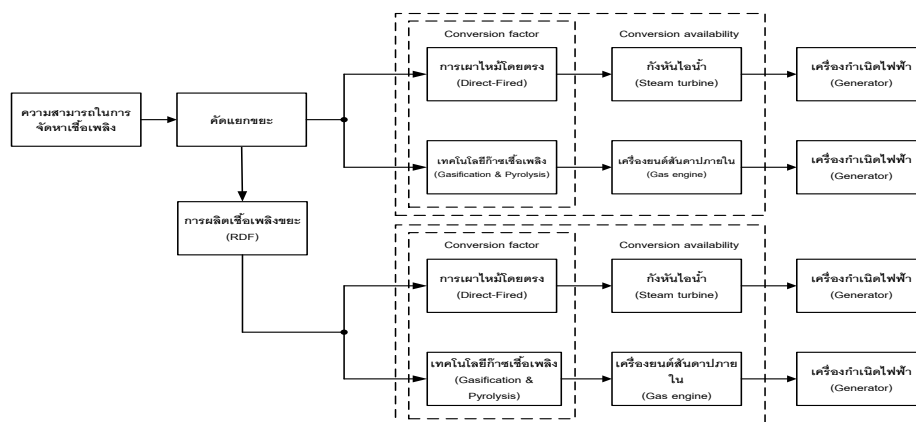 Conversion factor
Conversion availability
การเผาไหม้โดยตรง
(Direct-Fired)
กังหันไอน้ำ
(Steam turbine)
เครื่องกำเนิดไฟฟ้า
(Generator)
ความสามารถในการ
จัดหาเชื้อเพลิง
คัดแยกขยะ
เทคโนโลยีก๊าซเชื้อเพลิง
(Gasification & Pyrolysis)
เครื่องยนต์สันดาปภายใน
(Gas engine)
เครื่องกำเนิดไฟฟ้า
(Generator)
การผลิตเชื้อเพลิงขยะ
(RDF)
Conversion factor
Conversion availability
การเผาไหม้โดยตรง
(Direct-Fired)
กังหันไอน้ำ
(Steam turbine)
เครื่องกำเนิดไฟฟ้า
(Generator)
เทคโนโลยีก๊าซเชื้อเพลิง
(Gasification &
Pyrolysis)
เครื่องยนต์สันดาปภาย
ใน
(Gas engine)
เครื่องกำเนิดไฟฟ้า
(Generator)